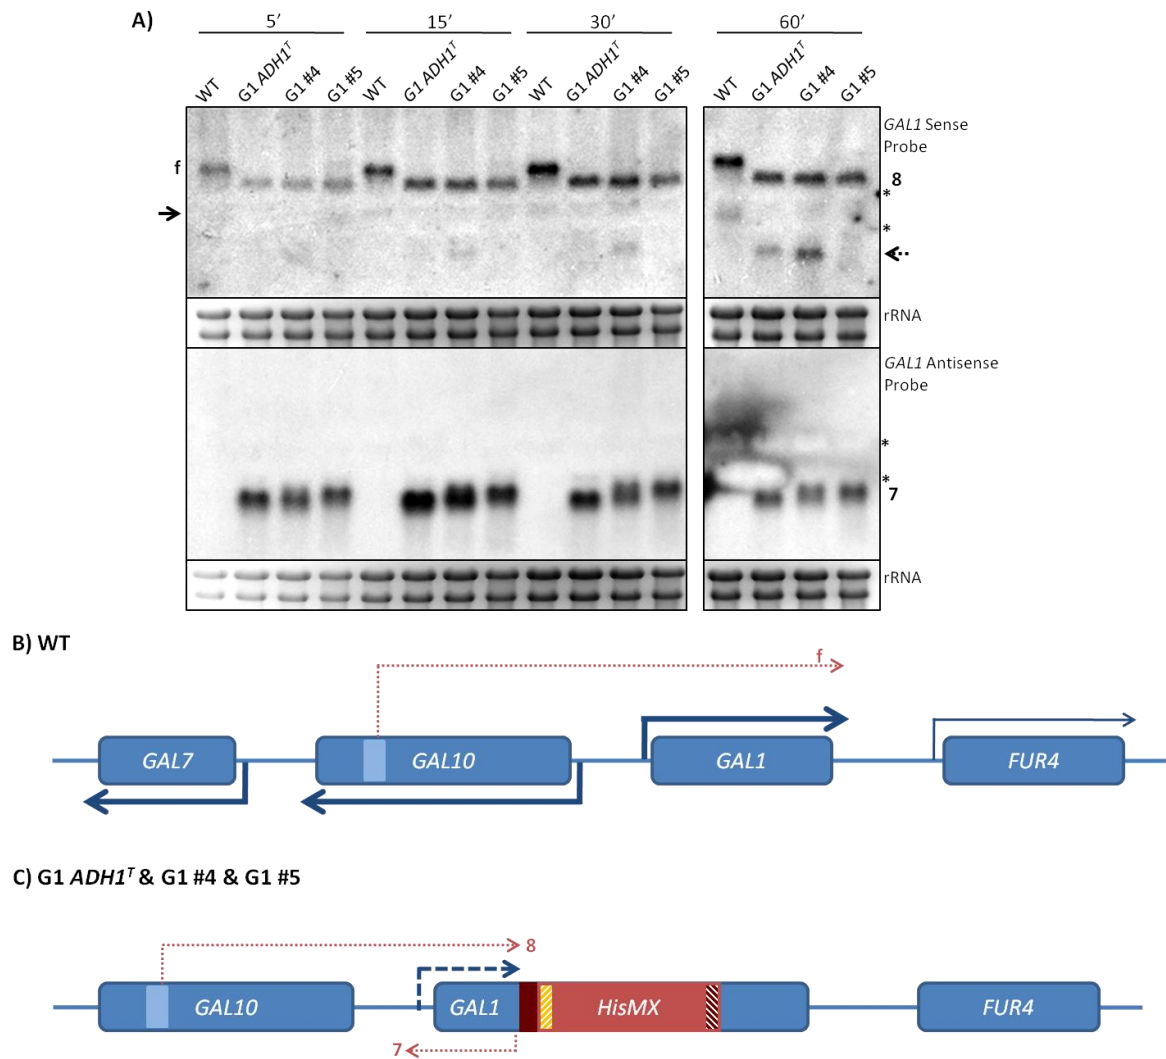 A)
5′ 15′ 30′ 60′
WT G1 ADH1ᵀ G1 #4 G1 #5 WT G1 ADH1ᵀ G1 #4 G1 #5 WT G1 ADH1ᵀ G1 #4 G1 #5 WT G1 ADH1ᵀ G1 #4 G1 #5
GAL1 Sense
Probe
f
8
*
*
rRNA
GAL1 Antisense
Probe
*
*
7
rRNA
B) WT
f
GAL7 GAL10 GAL1 FUR4
C) G1 ADH1ᵀ & G1 #4 & G1 #5
8
GAL10 GAL1 HisMX FUR4
7